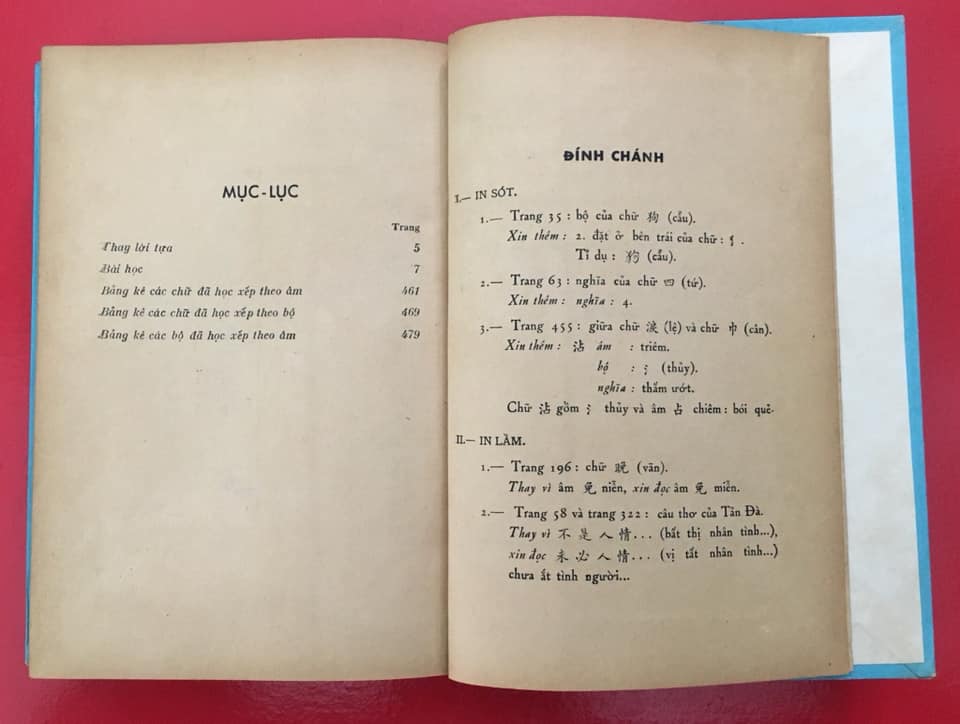 MỤC-LỤC
Trang
Thay lời tựa 5
Bài học 7
Bảng kê các chữ đã học xếp theo âm 461
Bảng kê các chữ đã học xếp theo bộ 469
Bảng kê các bộ đã học xếp theo âm 479
ĐÍNH CHÁNH
I.— IN SÓT.
1.— Trang 35 : bộ của chữ 狗 (cẩu).
Xin thêm : 2. đặt ở bên trái của chữ : 犭.
Tỉ dụ : 狗 (cẩu).
2.— Trang 63 : nghĩa của chữ 四 (tứ).
Xin thêm : nghĩa : 4.
3.— Trang 455 : giữa chữ 淚 (lệ) và chữ 巾 (cân).
Xin thêm : 沾 âm : triêm.
bộ : 氵 (thủy).
nghĩa : thấm ướt.
Chữ 沾 gồm 氵 thủy và âm 占 chiêm : bói quẻ.
II.— IN LẦM.
1.— Trang 196 : chữ 晚 (vãn).
Thay vì âm 免 niễn, xin đọc âm 免 miễn.
2.— Trang 58 và trang 322 : câu thơ của Tản Đà.
Thay vì 不是人情... (bất thị nhân tình...),
xin đọc 未必人情... (vị tất nhân tình...)
chưa ắt tình người...